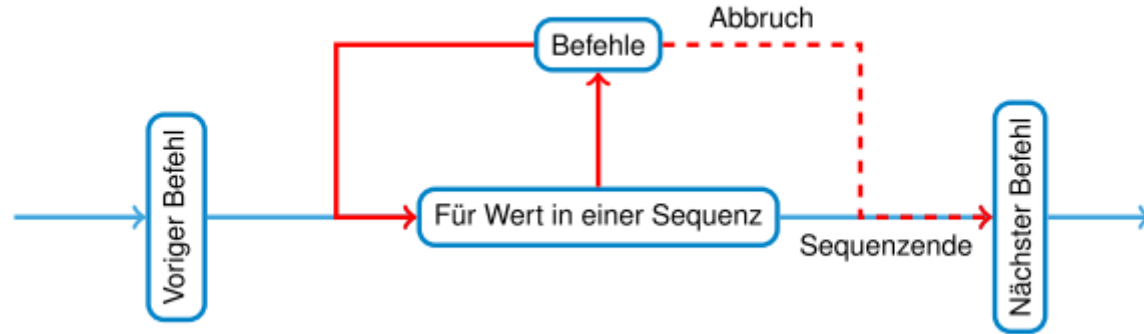 Abbruch
Befehle
Voriger Befehl
Für Wert in einer Sequenz
Sequenzende
Nächster Befehl